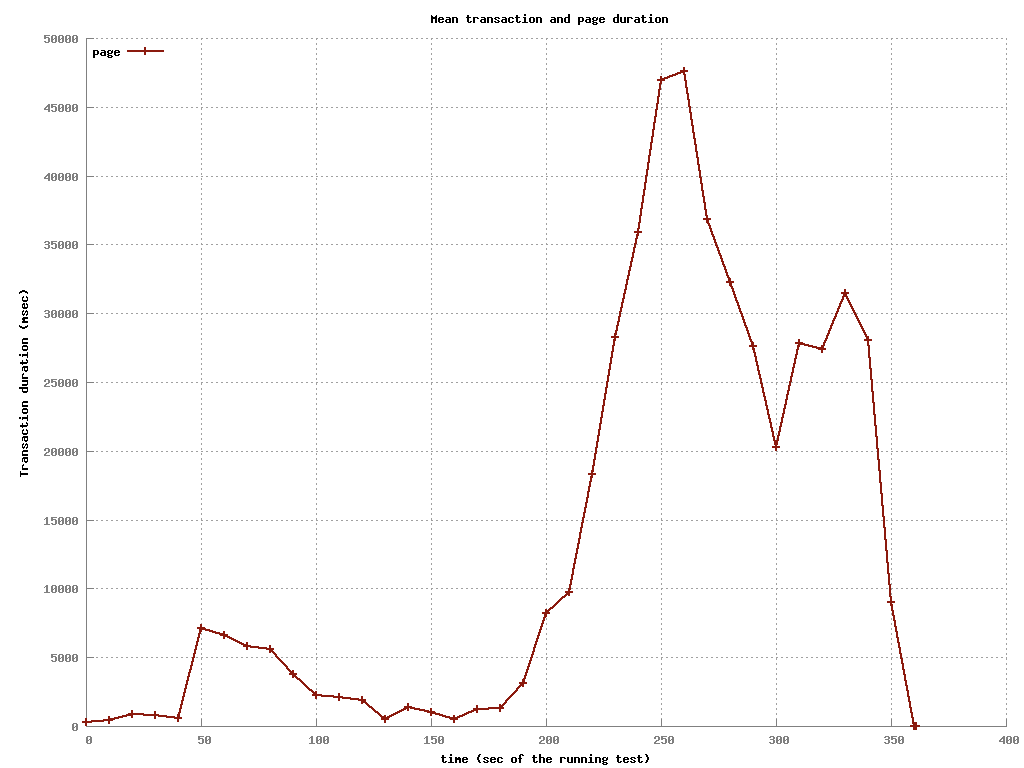 Mean transaction and page duration
page
50000
45000
40000
35000
30000
25000
20000
15000
10000
5000
0
Transaction duration (msec)
0 50 100 150 200 250 300 350 400
time (sec of the running test)